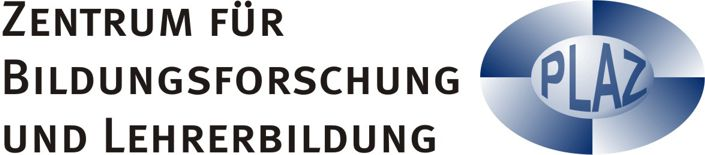 Zentrum für
Bildungsforschung
und Lehrerbildung
PLAZ